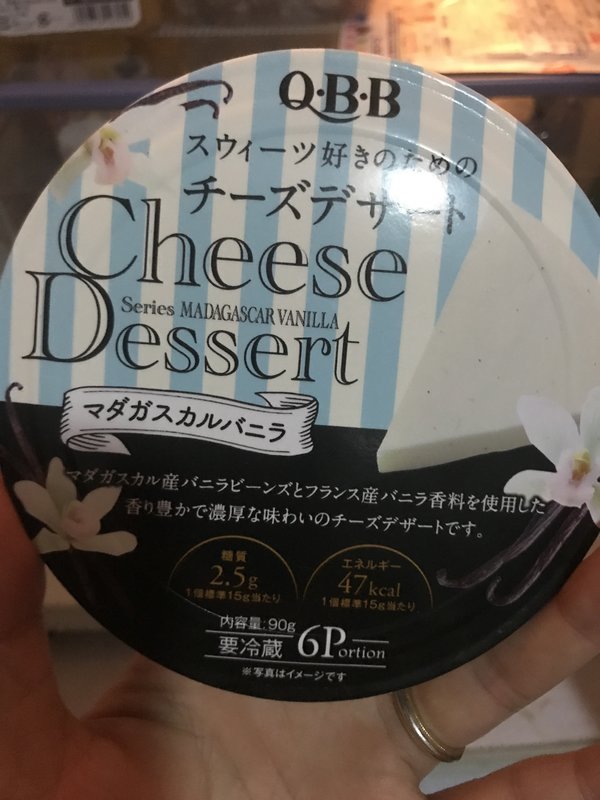 Q·B·B
スウィーツ好きのための
チーズデザート
Cheese
Series MADAGASCAR VANILLA
Dessert
マダガスカルバニラ
マダガスカル産バニラビーンズとフランス産バニラ香料を使用した
香り豊かで濃厚な味わいのチーズデザートです。
糖質
2.5g
1個標準15g当たり
エネルギー
47kcal
1個標準15g当たり
内容量:90g
要冷蔵 6Portion
※写真はイメージです